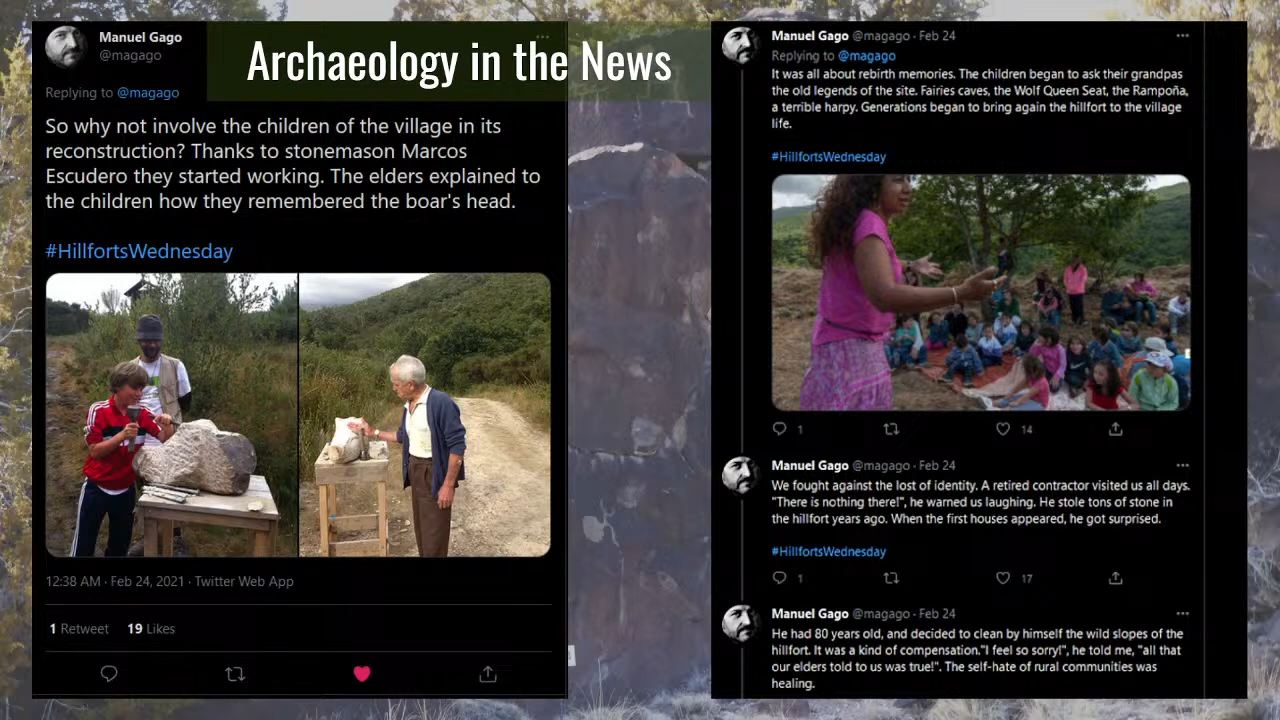 Archaeology in the News
Manuel Gago
@magago
Replying to @magago
So why not involve the children of the village in its
reconstruction? Thanks to stonemason Marcos
Escudero they started working. The elders explained to
the children how they remembered the boar's head.
#HillfortsWednesday
12:38 AM · Feb 24, 2021 · Twitter Web App
1 Retweet 19 Likes
Manuel Gago @magago · Feb 24
Replying to @magago
It was all about rebirth memories. The children began to ask their grandpas
the old legends of the site. Fairies caves, the Wolf Queen Seat, the Rampoña,
a terrible harpy. Generations began to bring again the hillfort to the village
life.
#HillfortsWednesday
1 14
Manuel Gago @magago · Feb 24
We fought against the lost of identity. A retired contractor visited us all days.
"There is nothing there!", he warned us laughing. He stole tons of stone in
the hillfort years ago. When the first houses appeared, he got surprised.
#HillfortsWednesday
1 17
Manuel Gago @magago · Feb 24
He had 80 years old, and decided to clean by himself the wild slopes of the
hillfort. It was a kind of compensation."I feel so sorry!", he told me, "all that
our elders told to us was true!". The self-hate of rural communities was
healing.